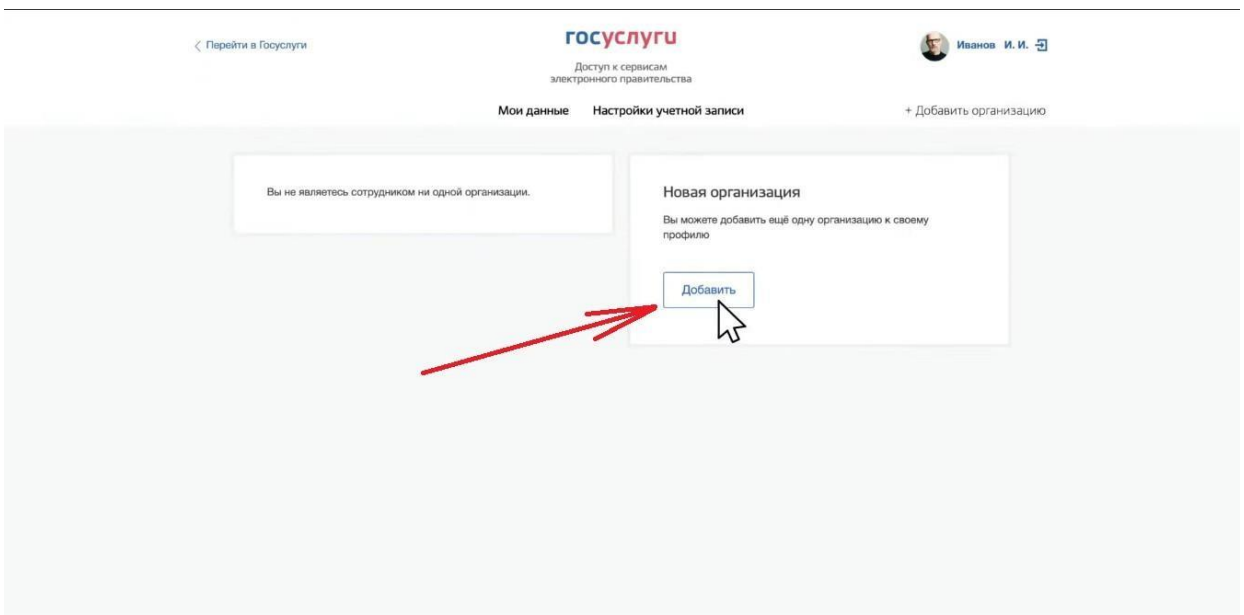 Перейти в Госуслуги
госуслуги
Иванов И. И.
Доступ к сервисам
электронного правительства
Мои данные Настройки учетной записи
+ Добавить организацию
Вы не являетесь сотрудником ни одной организации.
Новая организация
Вы можете добавить ещё одну организацию к своему
профилю
Добавить